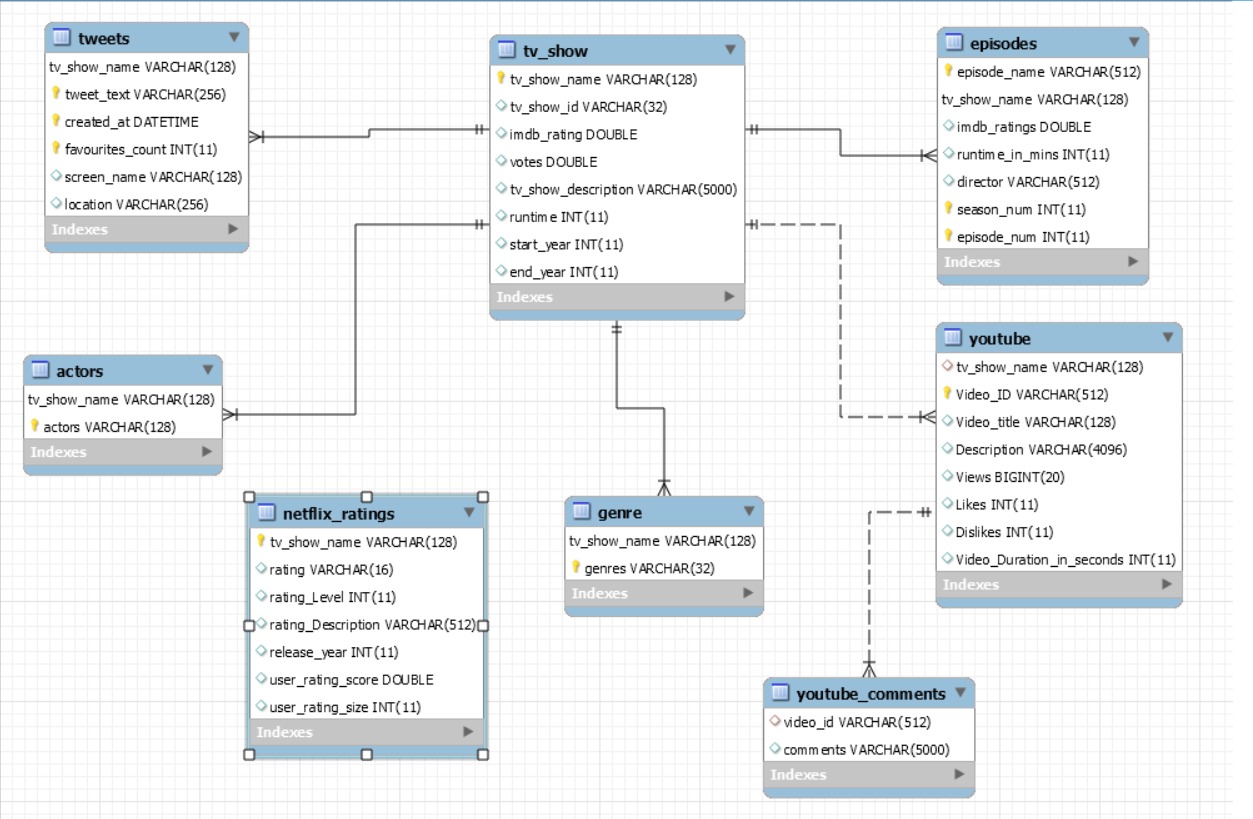 tweets
tv_show_name VARCHAR(128)
tweet_text VARCHAR(256)
created_at DATETIME
favourites_count INT(11)
screen_name VARCHAR(128)
location VARCHAR(256)
Indexes
tv_show
tv_show_name VARCHAR(128)
tv_show_id VARCHAR(32)
imdb_rating DOUBLE
votes DOUBLE
tv_show_description VARCHAR(5000)
runtime INT(11)
start_year INT(11)
end_year INT(11)
Indexes
episodes
episode_name VARCHAR(512)
tv_show_name VARCHAR(128)
imdb_ratings DOUBLE
runtime_in_mins INT(11)
director VARCHAR(512)
season_num INT(11)
episode_num INT(11)
Indexes
actors
tv_show_name VARCHAR(128)
actors VARCHAR(128)
Indexes
youtube
tv_show_name VARCHAR(128)
Video_ID VARCHAR(512)
Video_title VARCHAR(128)
Description VARCHAR(4096)
Views BIGINT(20)
Likes INT(11)
Dislikes INT(11)
Video_Duration_in_seconds INT(11)
Indexes
netflix_ratings
tv_show_name VARCHAR(128)
rating VARCHAR(16)
rating_Level INT(11)
rating_Description VARCHAR(512)
release_year INT(11)
user_rating_score DOUBLE
user_rating_size INT(11)
Indexes
genre
tv_show_name VARCHAR(128)
genres VARCHAR(32)
Indexes
youtube_comments
video_id VARCHAR(512)
comments VARCHAR(5000)
Indexes